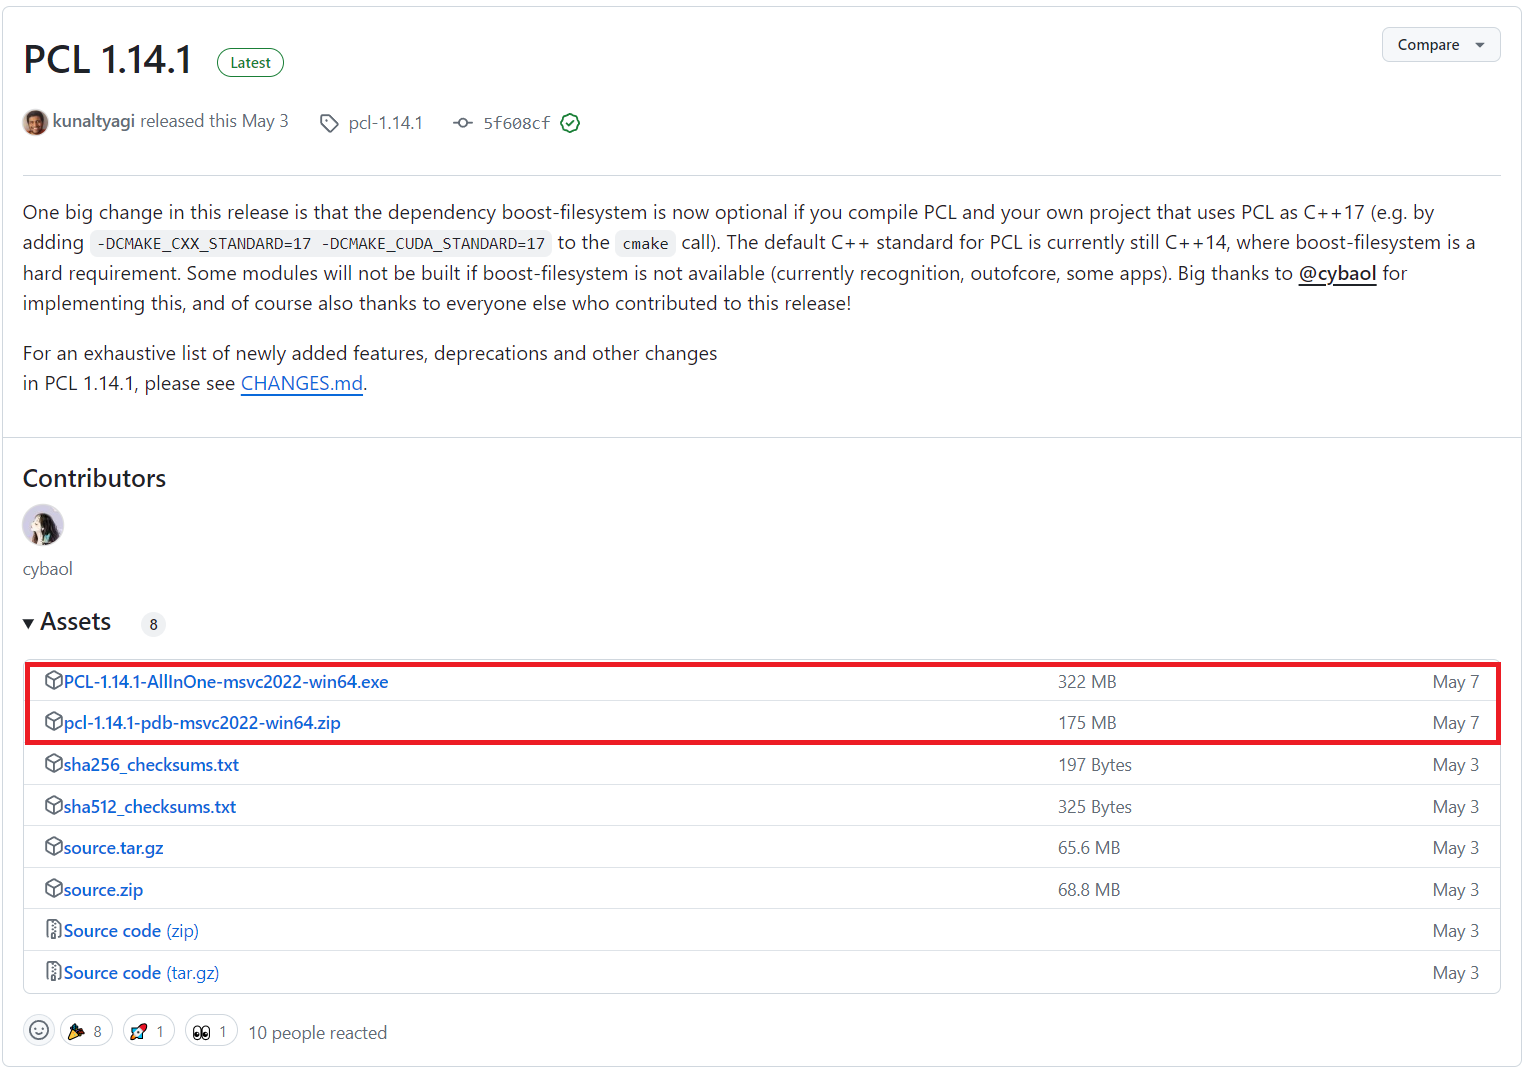 PCL 1.14.1 Latest Compare
kunaltyagi released this May 3 pcl-1.14.1 5f608cf
One big change in this release is that the dependency boost-filesystem is now optional if you compile PCL and your own project that uses PCL as C++17 (e.g. by
adding -DCMAKE_CXX_STANDARD=17 -DCMAKE_CUDA_STANDARD=17 to the cmake call). The default C++ standard for PCL is currently still C++14, where boost-filesystem is a
hard requirement. Some modules will not be built if boost-filesystem is not available (currently recognition, outofcore, some apps). Big thanks to @cybaol for
implementing this, and of course also thanks to everyone else who contributed to this release!
For an exhaustive list of newly added features, deprecations and other changes
in PCL 1.14.1, please see CHANGES.md.
Contributors
cybaol
Assets 8
PCL-1.14.1-AllInOne-msvc2022-win64.exe 322 MB May 7
pcl-1.14.1-pdb-msvc2022-win64.zip 175 MB May 7
sha256_checksums.txt 197 Bytes May 3
sha512_checksums.txt 325 Bytes May 3
source.tar.gz 65.6 MB May 3
source.zip 68.8 MB May 3
Source code (zip) May 3
Source code (tar.gz) May 3
8 1 1 10 people reacted